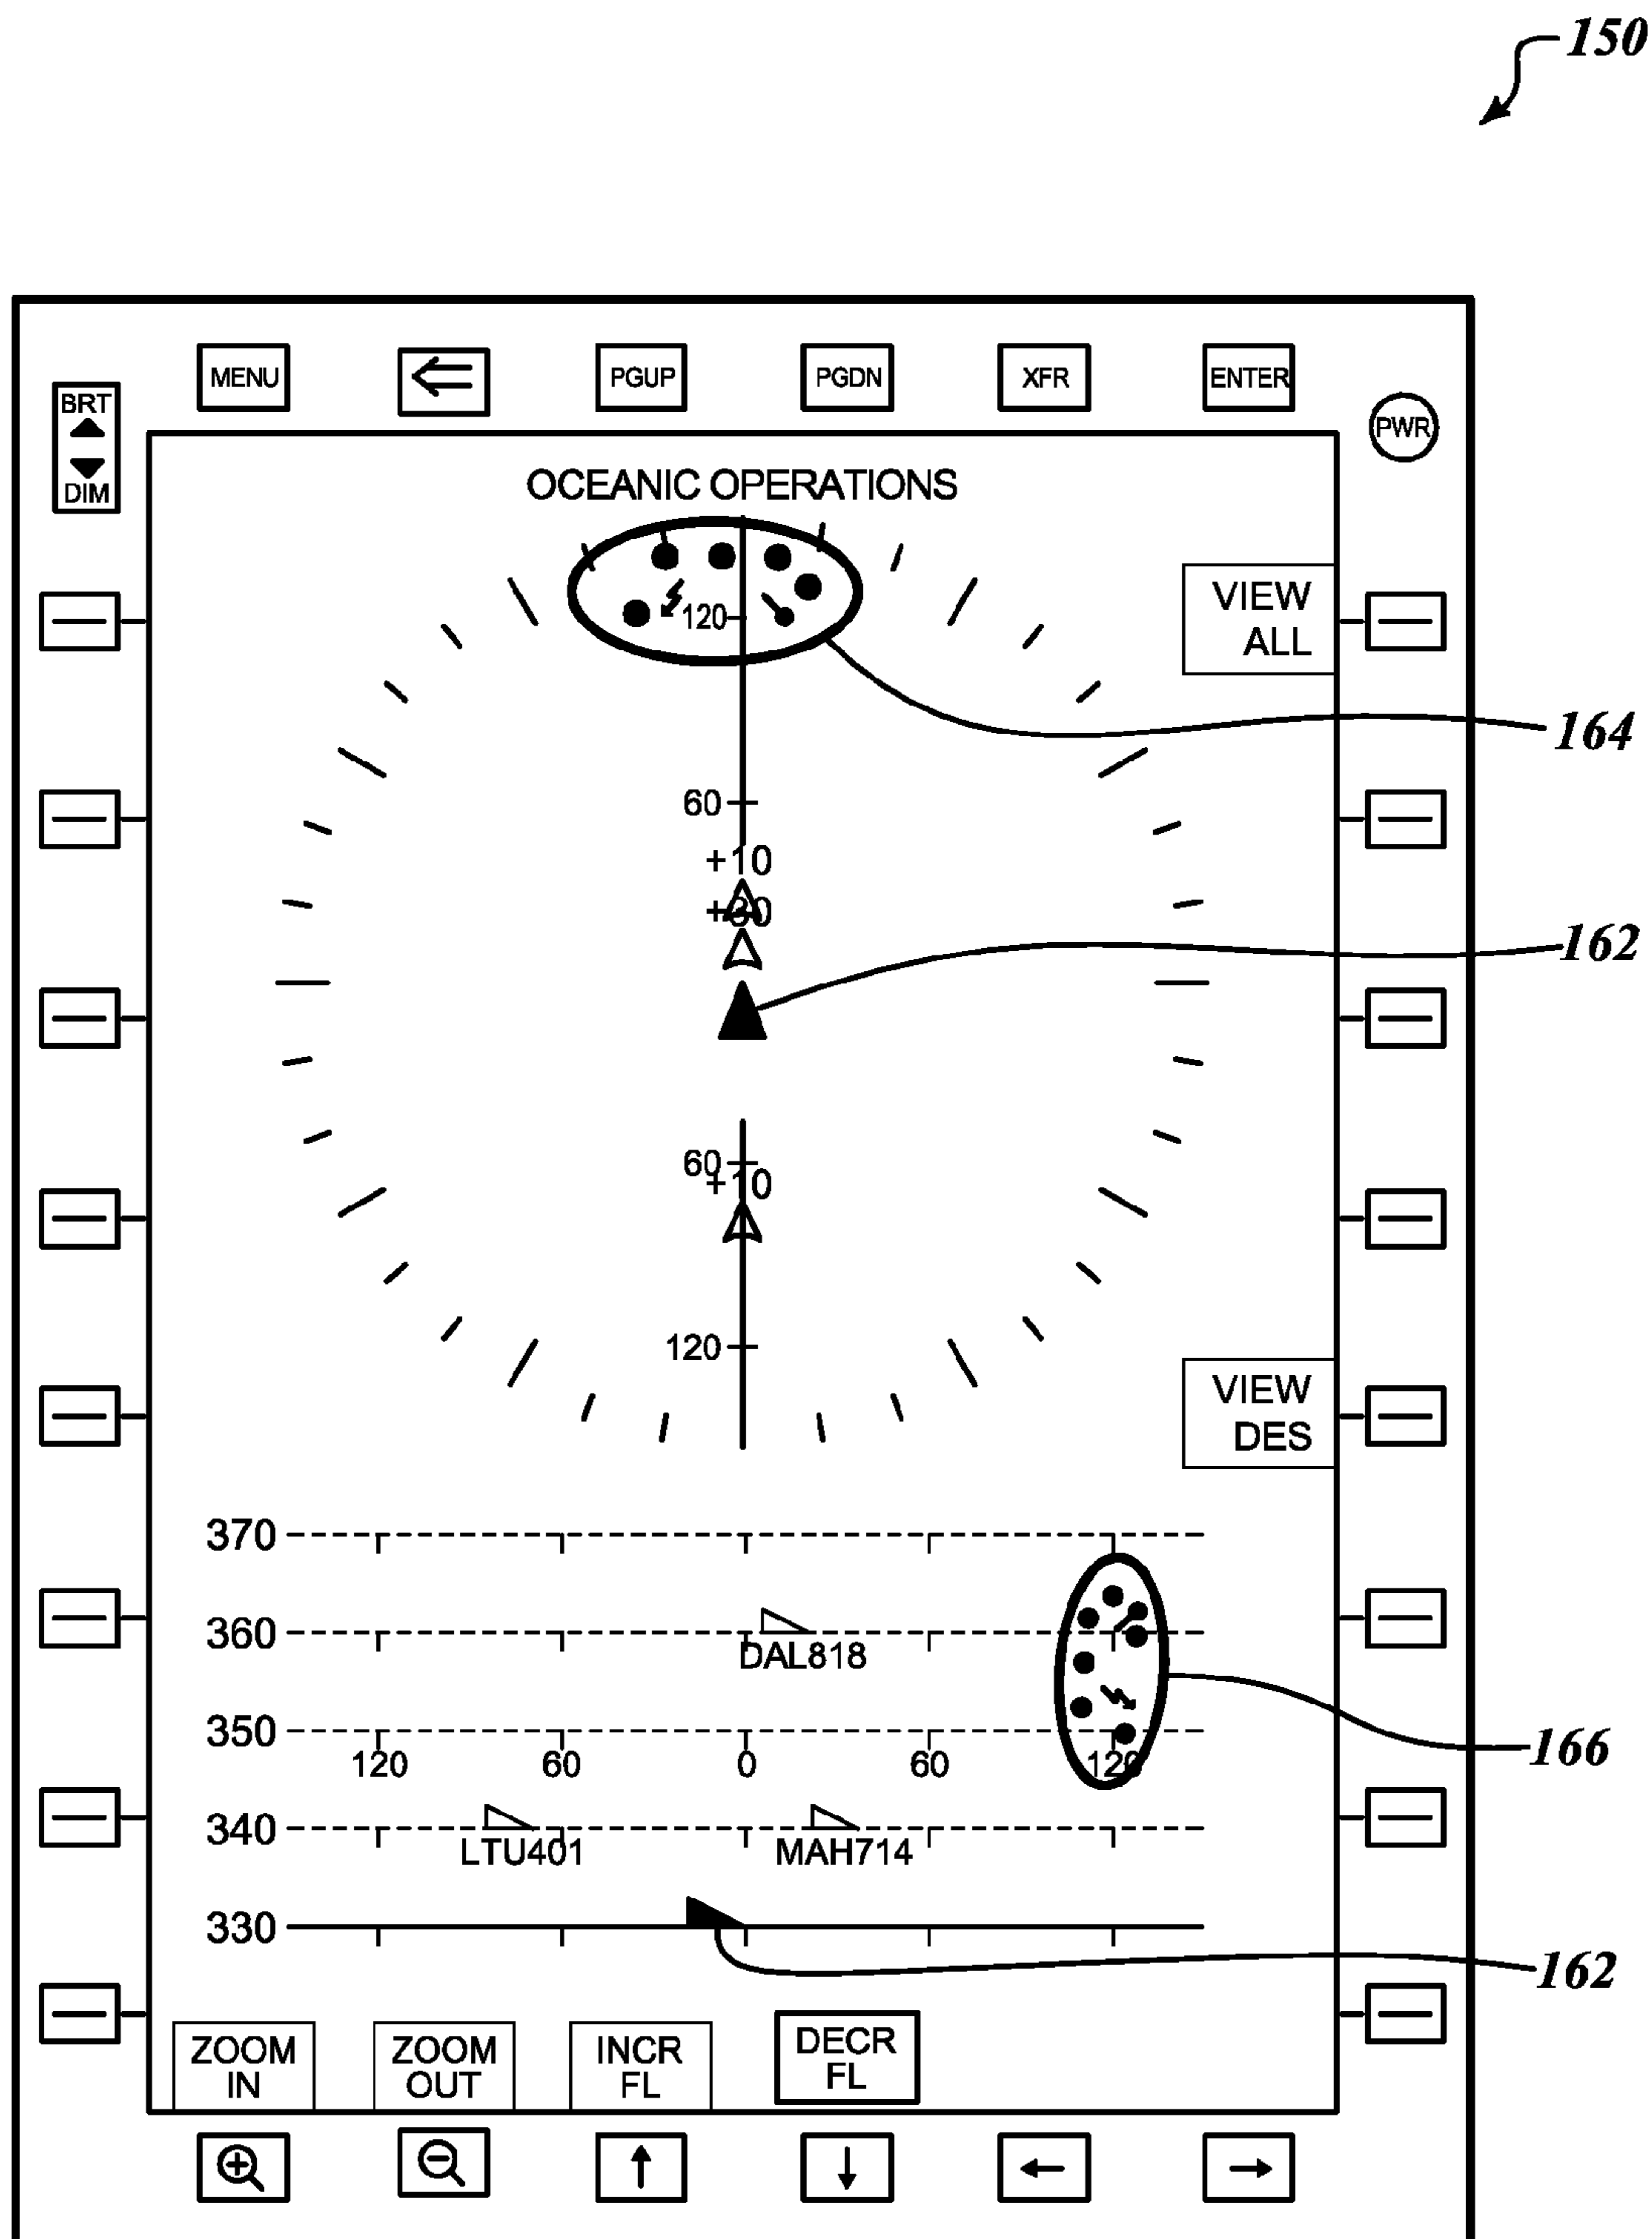 150
MENU
PGUP
PGDN
XFR
ENTER
BRT
DIM
PWR
OCEANIC OPERATIONS
120
VIEW
ALL
164
60
+10
+30
162
60
+10
120
VIEW
DES
370
360
DAL818
350
120 60 0 60 120
166
340
LTU401 MAH714
330
162
ZOOM
IN
ZOOM
OUT
INCR
FL
DECR
FL